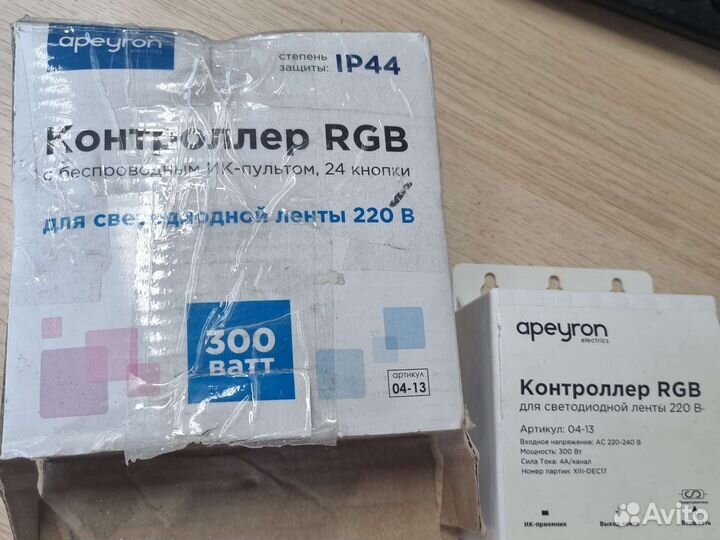 apeyron
electrics
степень
защиты: IP44
Контроллер RGB
с беспроводным ИК-пультом, 24 кнопки
для светодиодной ленты 220 В
300
ватт
артикул
04-13
apeyron
electrics
Контроллер RGB
для светодиодной ленты 220 В
Артикул: 04-13
Входное напряжение: AC 220-240 В
Мощность: 300 Вт
Сила Тока: 4А/канал
Номер партии: XIII-DEC17
ИК-приемник
Avito